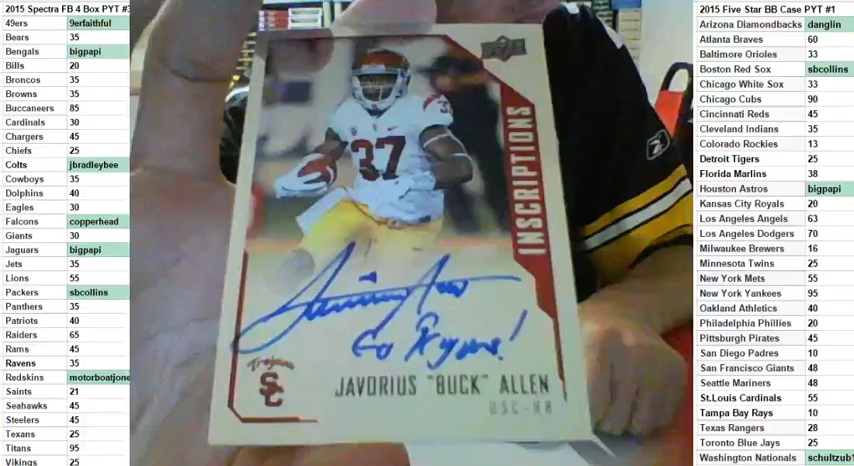 2015 Spectra FB 4 Box PYT #3
49ers 9erfaithful
Bears 35
Bengals bigpapi
Bills 20
Broncos 35
Browns 35
Buccaneers 85
Cardinals 30
Chargers 45
Chiefs 25
Colts jbradleybee
Cowboys 35
Dolphins 40
Eagles 30
Falcons copperhead
Giants 30
Jaguars bigpapi
Jets 35
Lions 55
Packers sbcollins
Panthers 35
Patriots 40
Raiders 65
Rams 45
Ravens 35
Redskins motorboatjone
Saints 21
Seahawks 45
Steelers 45
Texans 25
Titans 95
Vikings 25
37
37
INSCRIPTIONS
Trojans
SC
JAVORIUS "BUCK" ALLEN
USC-RB
2015 Five Star BB Case PYT #1
Arizona Diamondbacks danglin
Atlanta Braves 60
Baltimore Orioles 33
Boston Red Sox sbcollins
Chicago White Sox 33
Chicago Cubs 90
Cincinnati Reds 45
Cleveland Indians 35
Colorado Rockies 13
Detroit Tigers 25
Florida Marlins 38
Houston Astros bigpapi
Kansas City Royals 20
Los Angeles Angels 63
Los Angeles Dodgers 70
Milwaukee Brewers 16
Minnesota Twins 25
New York Mets 55
New York Yankees 95
Oakland Athletics 40
Philadelphia Phillies 20
Pittsburgh Pirates 45
San Diego Padres 10
San Francisco Giants 48
Seattle Mariners 48
St.Louis Cardinals 55
Tampa Bay Rays 10
Texas Rangers 28
Toronto Blue Jays 25
Washington Nationals schultzub1